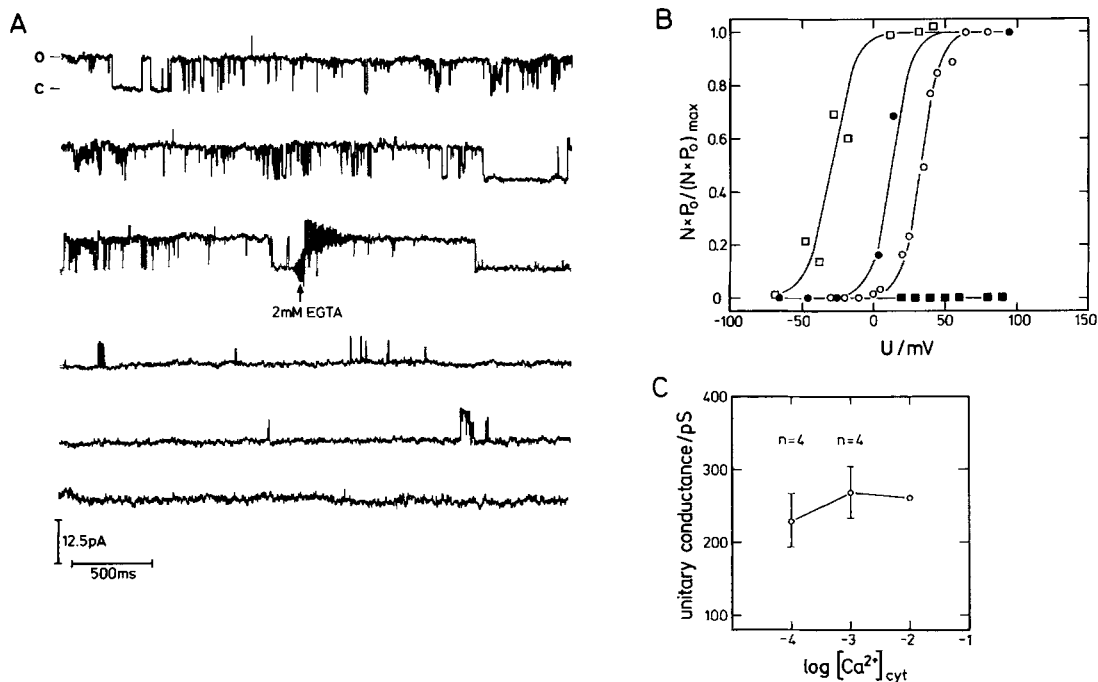 A
O
C
2mM EGTA
12.5pA
500ms
B
N×Po/(N×Po)max
1.0
0.8
0.6
0.4
0.2
0
-100
-50
0
50
100
150
U/mV
C
unitary conductance/pS
400
300
200
100
n=4
n=4
-4
-3
-2
-1
log [Ca2+]cyt